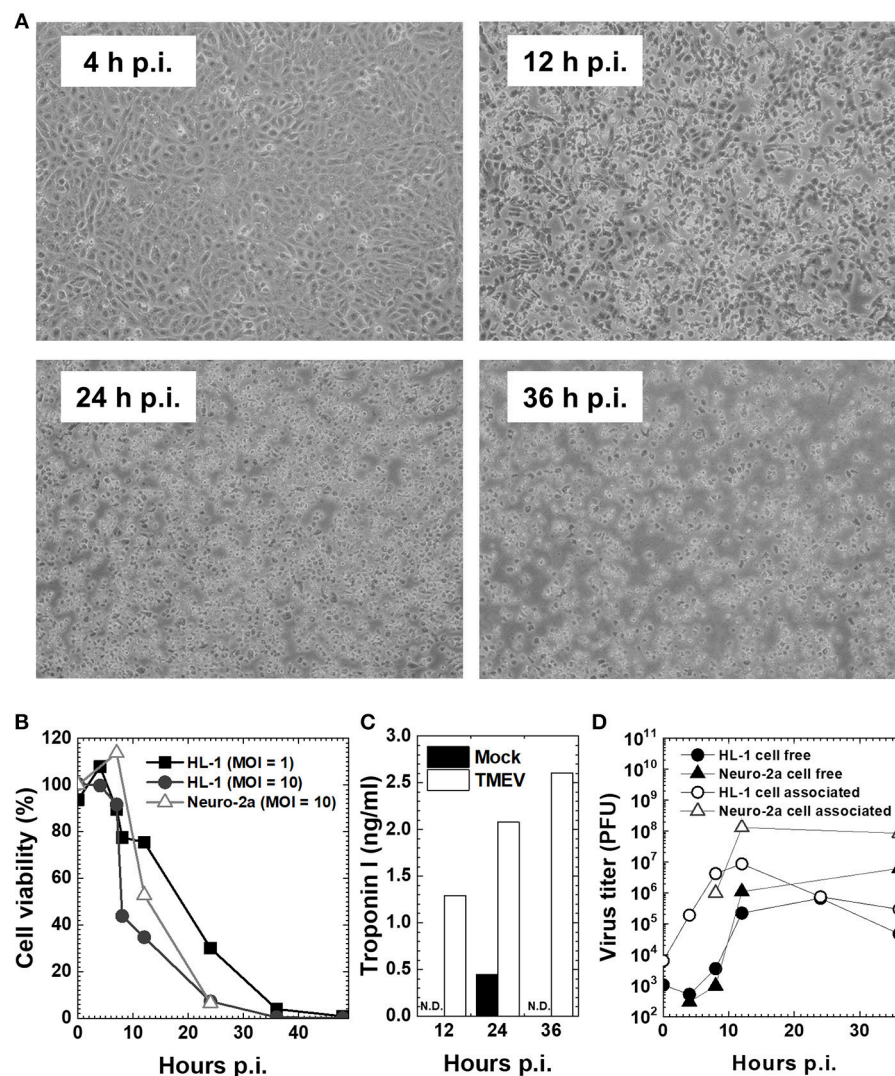 A
4 h p.i.
12 h p.i.
24 h p.i.
36 h p.i.
B
120
100
80
60
40
20
0
Cell viability (%)
HL-1 (MOI = 1)
HL-1 (MOI = 10)
Neuro-2a (MOI = 10)
0 10 20 30 40
Hours p.i.
C
3.0
2.5
2.0
1.5
1.0
0.5
0.0
Troponin I (ng/ml)
Mock
TMEV
N.D.
N.D.
12 24 36
Hours p.i.
D
10¹¹
10¹⁰
10⁹
10⁸
10⁷
10⁶
10⁵
10⁴
10³
10²
Virus titer (PFU)
HL-1 cell free
Neuro-2a cell free
HL-1 cell associated
Neuro-2a cell associated
0 10 20 30
Hours p.i.